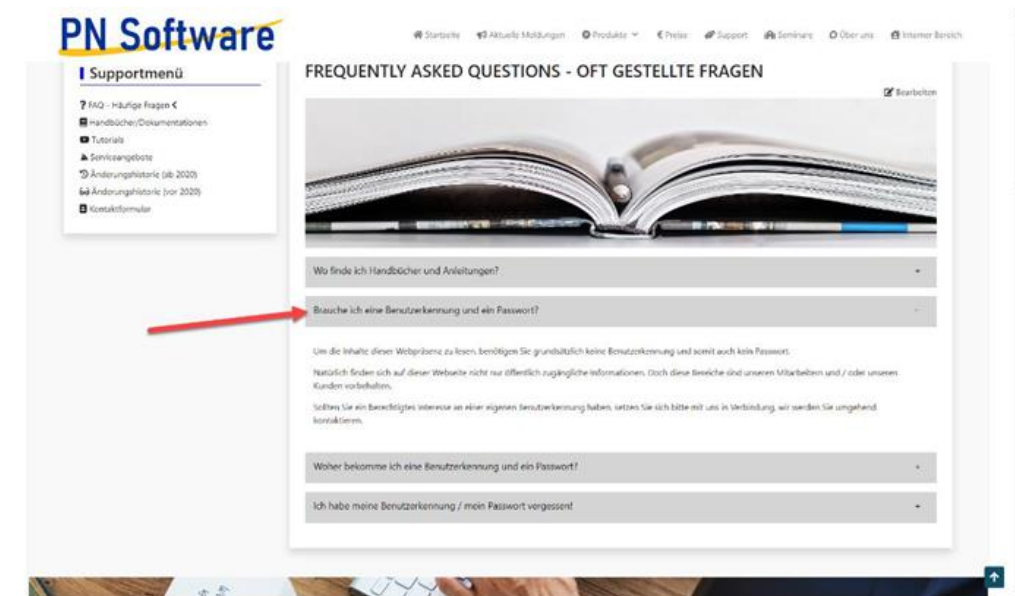 PN Software
Startseite Aktuelle Meldungen Produkte Preise Support Seminare Über uns Interner Bereich
Supportmenü
? FAQ - Häufige Fragen <
Handbücher/Dokumentationen
Tutorials
Serviceangebote
Änderungshistorie (ab 2020)
Änderungshistorie (vor 2020)
Kontaktformular
FREQUENTLY ASKED QUESTIONS - OFT GESTELLTE FRAGEN
Bearbeiten
Wo finde ich Handbücher und Anleitungen? +
Brauche ich eine Benutzerkennung und ein Passwort? -
Um die Inhalte dieser Webpräsenz zu lesen, benötigen Sie grundsätzlich keine Benutzerkennung und somit auch kein Passwort.
Natürlich finden sich auf dieser Webseite nicht nur öffentlich zugängliche Informationen. Doch diese Bereiche sind unseren Mitarbeitern und / oder unseren
Kunden vorbehalten.
Sollten Sie ein Berechtigtes Interesse an einer eigenen Benutzerkennung haben, setzen Sie sich bitte mit uns in Verbindung, wir werden Sie umgehend
kontaktieren.
Woher bekomme ich eine Benutzerkennung und ein Passwort? +
Ich habe meine Benutzerkennung / mein Passwort vergessen! +